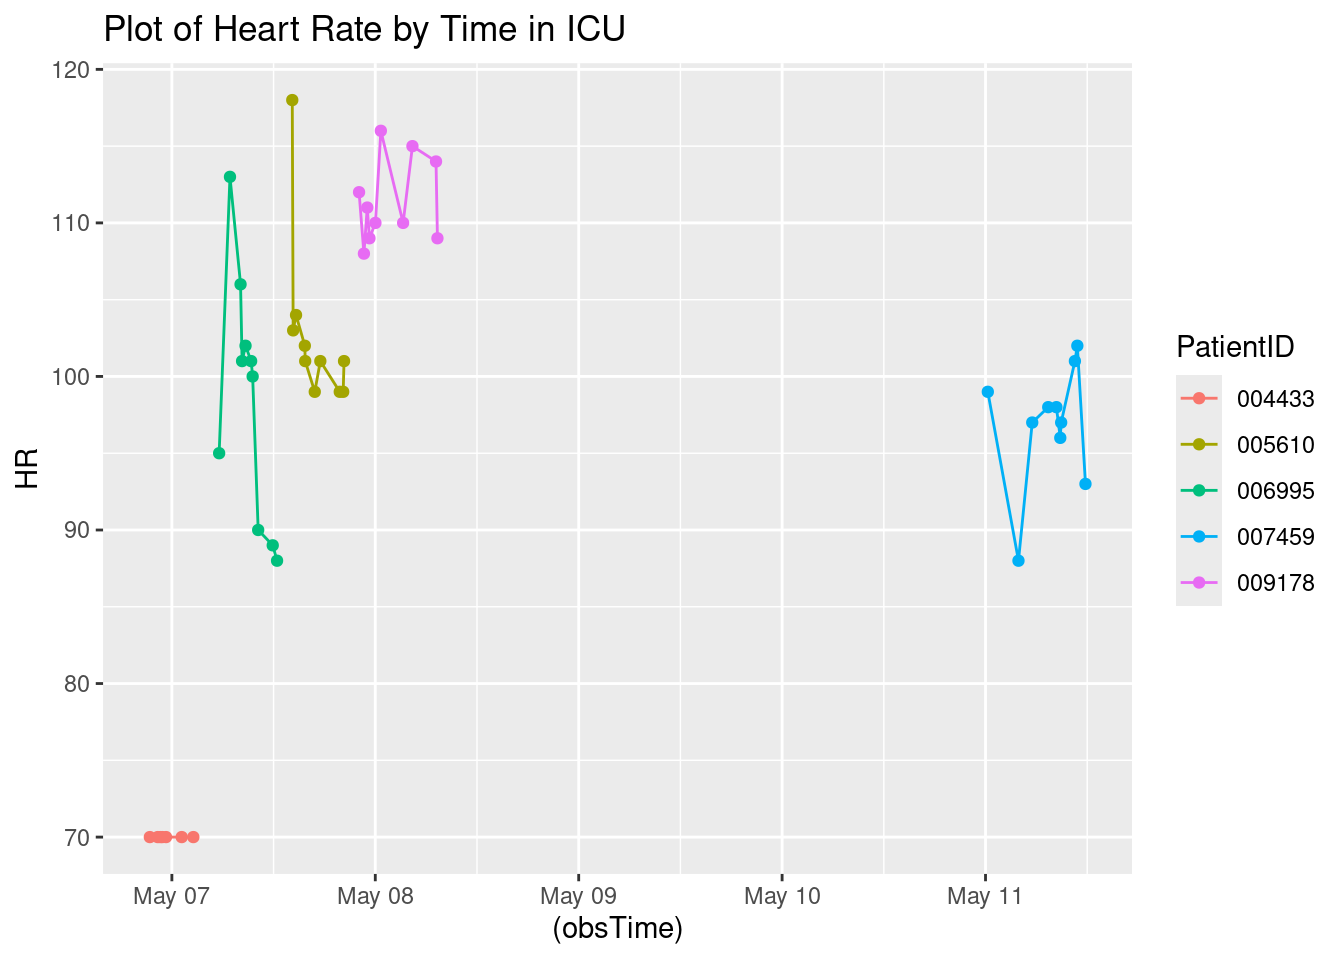 Plot of Heart Rate by Time in ICU
120
110
100
90
80
70
HR
May 07
May 08
May 09
May 10
May 11
(obsTime)
PatientID
004433
005610
006995
007459
009178